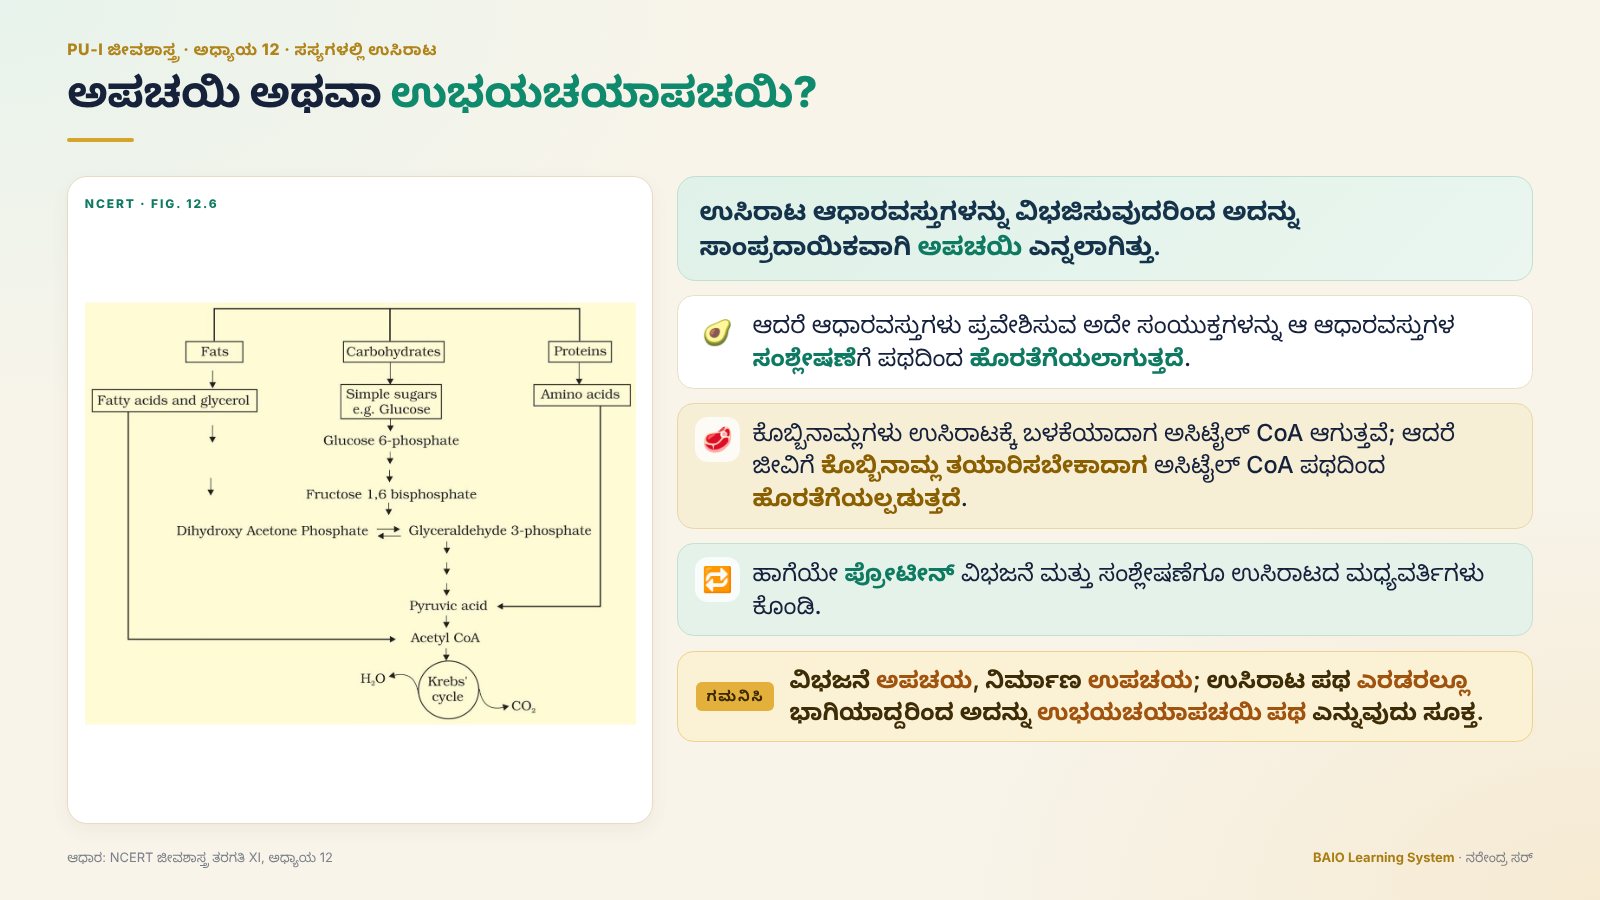 PU-I ಜೀವಶಾಸ್ತ್ರ · ಅಧ್ಯಾಯ 12 · ಸಸ್ಯಗಳಲ್ಲಿ ಉಸಿರಾಟ
ಅಪಚಯಿ ಅಥವಾ ಉಭಯಚಯಾಪಚಯಿ?
NCERT · FIG. 12.6
Fats
Carbohydrates
Proteins
Fatty acids and glycerol
Simple sugars
e.g. Glucose
Amino acids
Glucose 6-phosphate
Fructose 1,6 bisphosphate
Dihydroxy Acetone Phosphate
Glyceraldehyde 3-phosphate
Pyruvic acid
Acetyl CoA
H₂O
Krebs'
cycle
CO₂
ಉಸಿರಾಟ ಆಧಾರವಸ್ತುಗಳನ್ನು ವಿಭಜಿಸುವುದರಿಂದ ಅದನ್ನು
ಸಾಂಪ್ರದಾಯಿಕವಾಗಿ ಅಪಚಯಿ ಎನ್ನಲಾಗಿತ್ತು.
ಆದರೆ ಆಧಾರವಸ್ತುಗಳು ಪ್ರವೇಶಿಸುವ ಅದೇ ಸಂಯುಕ್ತಗಳನ್ನು ಆ ಆಧಾರವಸ್ತುಗಳ
ಸಂಶ್ಲೇಷಣೆಗೆ ಪಥದಿಂದ ಹೊರತೆಗೆಯಲಾಗುತ್ತದೆ.
ಕೊಬ್ಬಿನಾಮ್ಲಗಳು ಉಸಿರಾಟಕ್ಕೆ ಬಳಕೆಯಾದಾಗ ಅಸಿಟೈಲ್ CoA ಆಗುತ್ತವೆ; ಆದರೆ
ಜೀವಿಗೆ ಕೊಬ್ಬಿನಾಮ್ಲ ತಯಾರಿಸಬೇಕಾದಾಗ ಅಸಿಟೈಲ್ CoA ಪಥದಿಂದ
ಹೊರತೆಗೆಯಲ್ಪಡುತ್ತದೆ.
ಹಾಗೆಯೇ ಪ್ರೋಟೀನ್ ವಿಭಜನೆ ಮತ್ತು ಸಂಶ್ಲೇಷಣೆಗೂ ಉಸಿರಾಟದ ಮಧ್ಯವರ್ತಿಗಳು
ಕೊಂಡಿ.
ಗಮನಿಸಿ
ವಿಭಜನೆ ಅಪಚಯ, ನಿರ್ಮಾಣ ಉಪಚಯ; ಉಸಿರಾಟ ಪಥ ಎರಡರಲ್ಲೂ
ಭಾಗಿಯಾದ್ದರಿಂದ ಅದನ್ನು ಉಭಯಚಯಾಪಚಯಿ ಪಥ ಎನ್ನುವುದು ಸೂಕ್ತ.
ಆಧಾರ: NCERT ಜೀವಶಾಸ್ತ್ರ ತರಗತಿ XI, ಅಧ್ಯಾಯ 12
BAIO Learning System · ನರೇಂದ್ರ ಸರ್